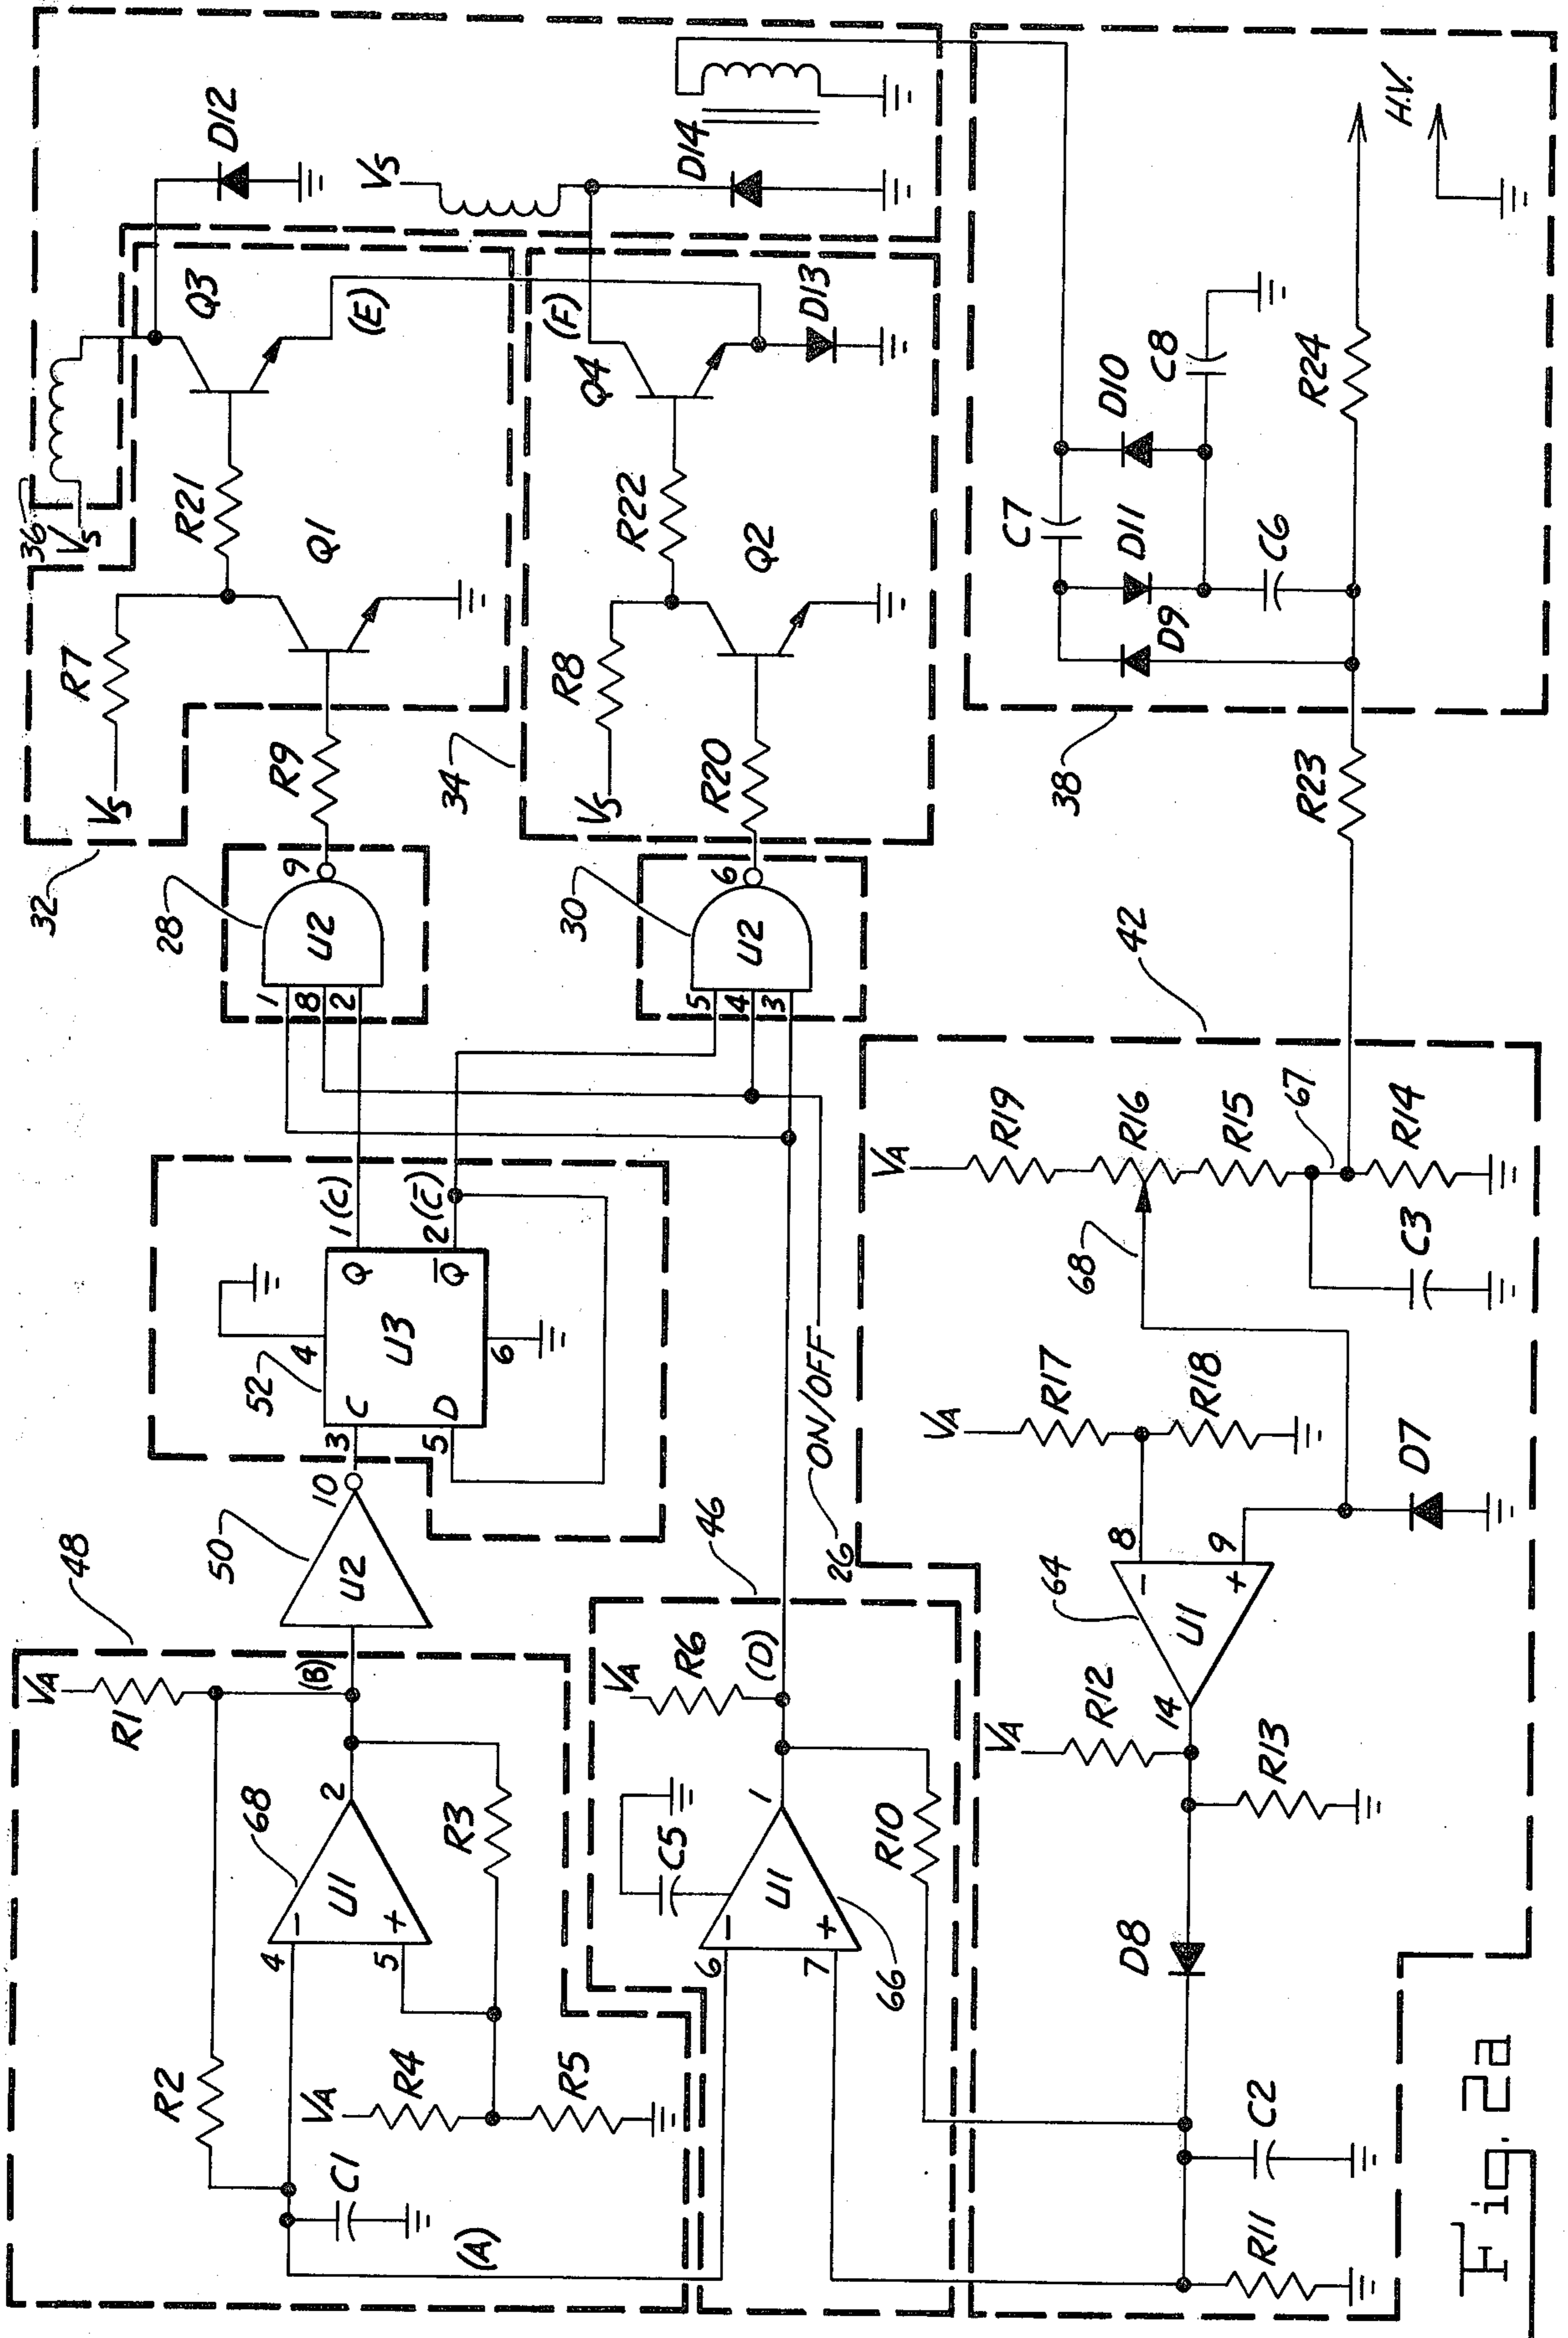 36
VS
D12
VS
D14
Q3
(E)
R7
R21
Q1
VS
32
R9
9
28
U2
1
8
2
(F)
Q4
D13
R22
Q2
R8
34
VS
R20
6
30
U2
5
4
3
H.V.
D10
C8
C7
D11
C6
R24
D9
38
R23
42
1(C)
2(C̅)
Q
Q̅
4
U3
6
52
C
D
3
5
10
50
U2
ON/OFF
26
46
48
VA
R1
(B)
2
68
U1
R3
-
+
4
5
R2
VA
R4
R5
C1
(A)
VA
R6
(D)
1
C5
U1
R10
-
+
6
7
66
VA
R19
R16
R15
67
R14
68
C3
VA
R17
R18
D7
8
9
-
+
64
U1
VA
R12
14
R13
D8
C2
R11
Fig. 2a